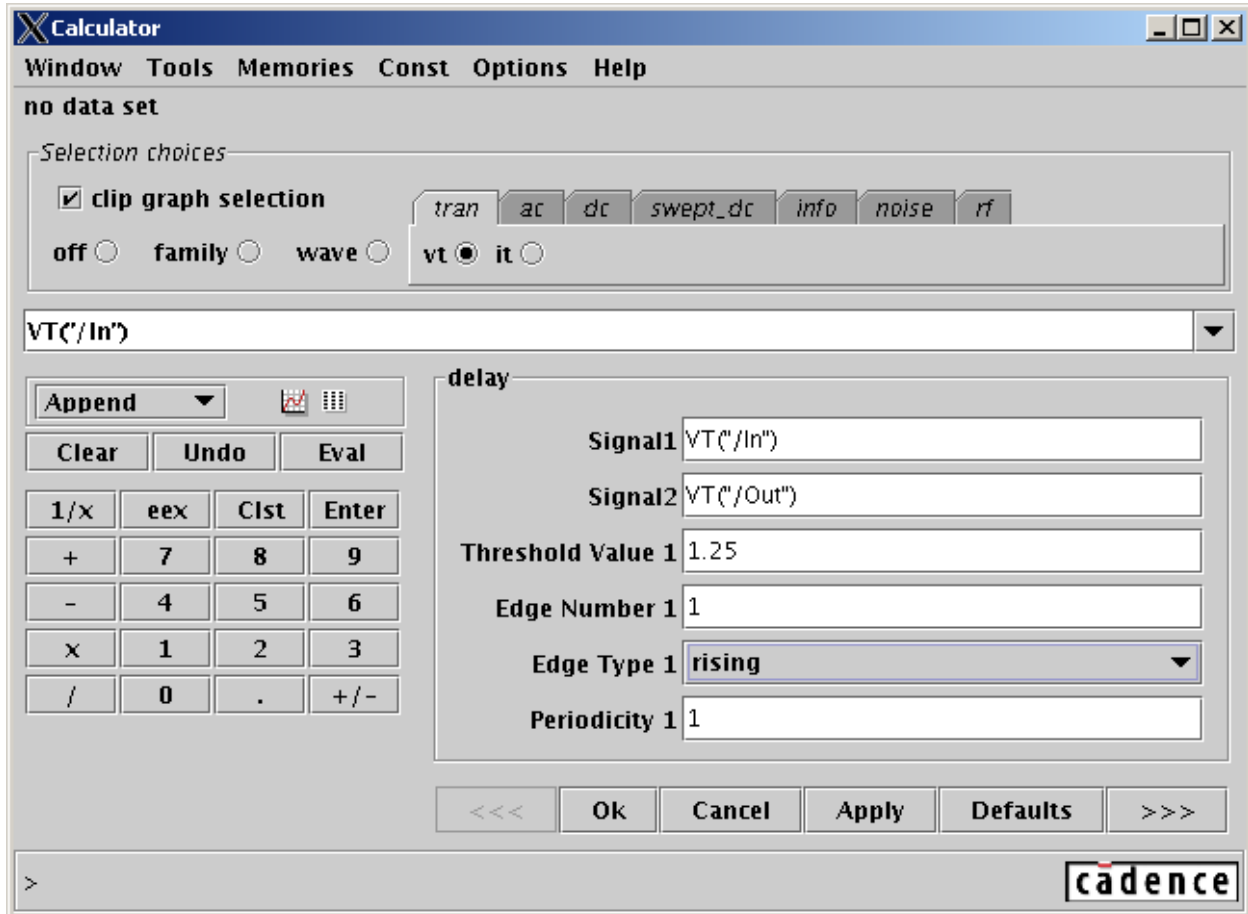 Calculator
Window Tools Memories Const Options Help
no data set
Selection choices
clip graph selection
tran ac dc swept_dc info noise rf
off family wave vt it
VT("/In")
Append
Clear Undo Eval
1/x eex Clst Enter
+ 7 8 9
- 4 5 6
x 1 2 3
/ 0 . +/-
delay
Signal1 VT("/In")
Signal2 VT("/Out")
Threshold Value 1 1.25
Edge Number 1 1
Edge Type 1 rising
Periodicity 1 1
<<< Ok Cancel Apply Defaults >>>
>
cādence